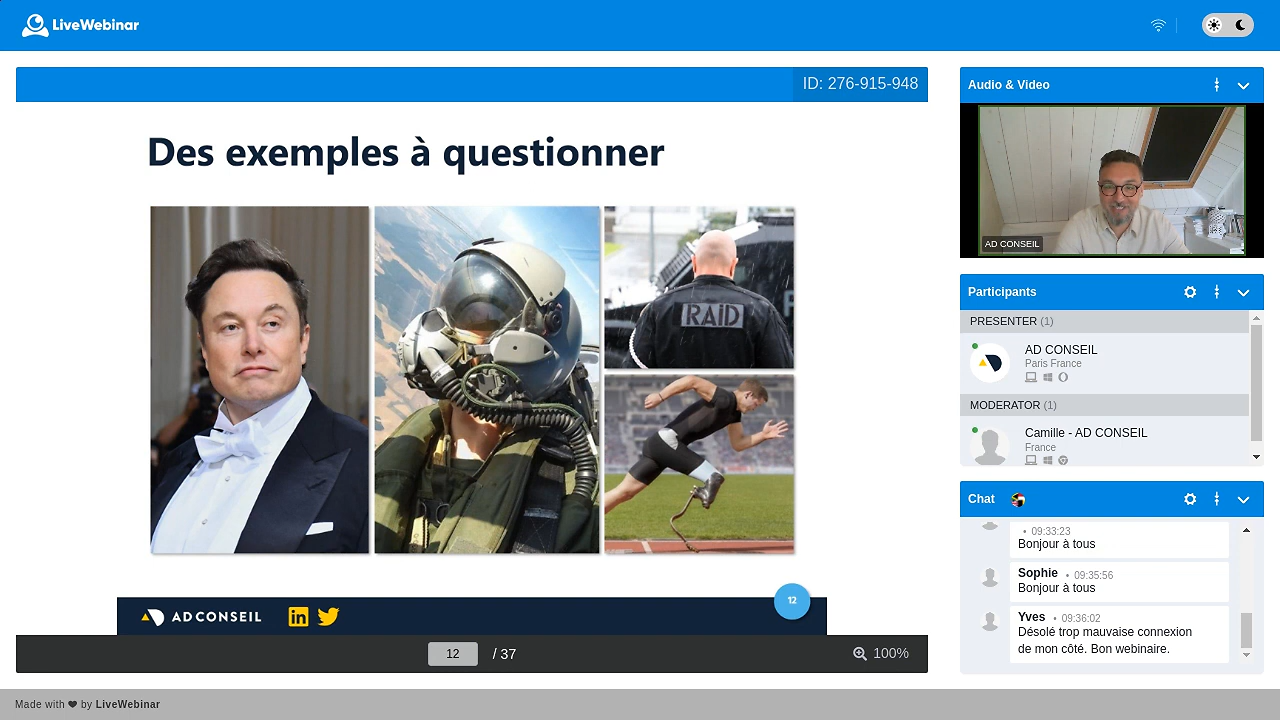 LiveWebinar
ID: 276-915-948
Des exemples à questionner
RAID
AD CONSEIL
in
12
12 / 37
100%
Audio & Video
AD CONSEIL
Participants
PRESENTER (1)
AD CONSEIL
Paris France
MODERATOR (1)
Camille - AD CONSEIL
France
Chat
• 09:33:23
Bonjour à tous
Sophie • 09:35:56
Bonjour à tous
Yves • 09:36:02
Désolé trop mauvaise connexion
de mon côté. Bon webinaire.
Made with ❤ by LiveWebinar